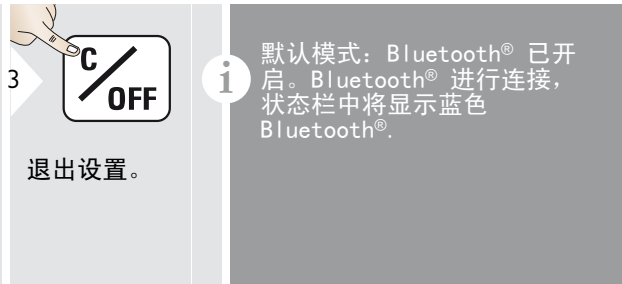 3
C
OFF
退出设置。
i
默认模式：Bluetooth® 已开
启。Bluetooth® 进行连接，
状态栏中将显示蓝色
Bluetooth®.